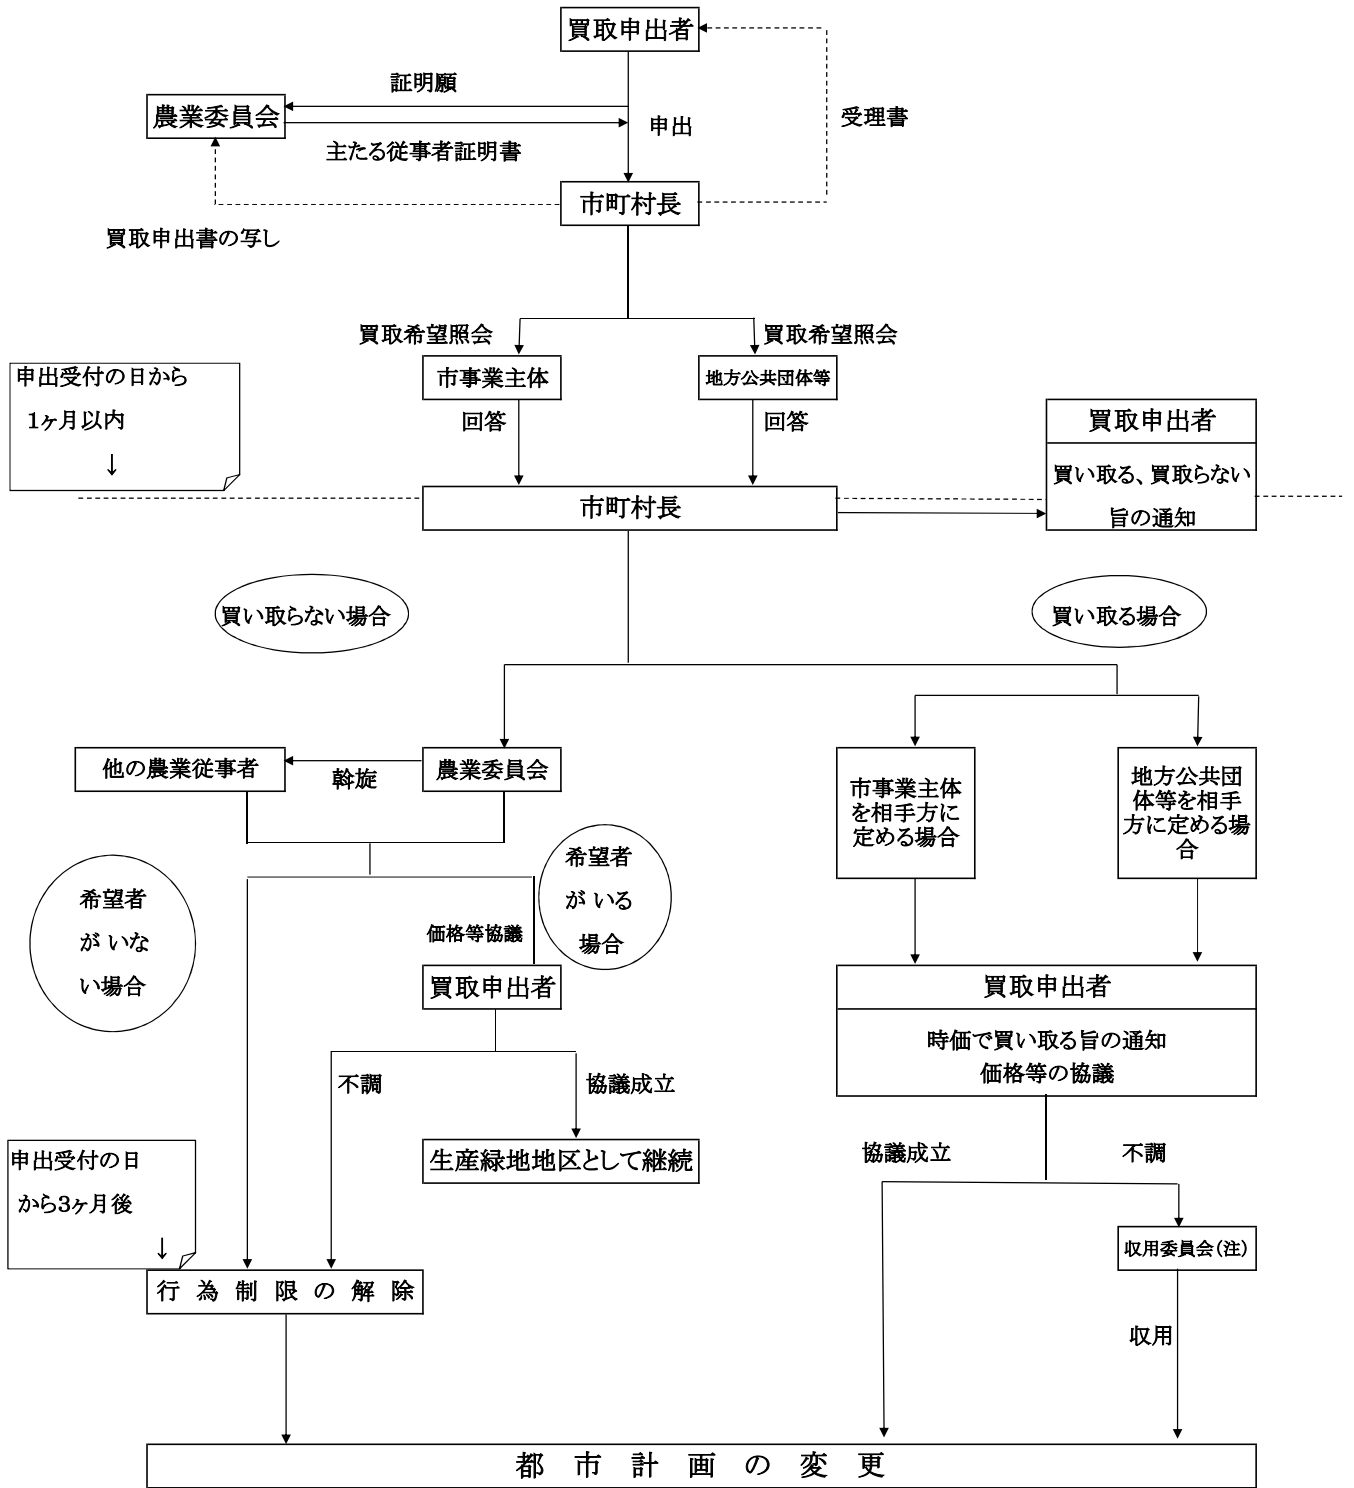 買取申出者
証明願
農業委員会
受理書
申出
主たる従事者証明書
市町村長
買取申出書の写し
買取希望照会
買取希望照会
申出受付の日から
1ヶ月以内
↓
市事業主体
地方公共団体等
回答
回答
買取申出者
買い取る、買取らない
旨の通知
市町村長
買い取らない場合
買い取る場合
他の農業従事者
斡旋
農業委員会
市事業主体
を相手方に
定める場合
地方公共団
体等を相手
方に定める場
合
希望者
が いる
場合
希望者
が いな
い場合
価格等協議
買取申出者
買取申出者
時価で買い取る旨の通知
価格等の協議
不調
協議成立
生産緑地地区として継続
協議成立
不調
申出受付の日
から3ヶ月後
↓
収用委員会(注)
行 為 制 限 の 解 除
収用
都 市 計 画 の 変 更